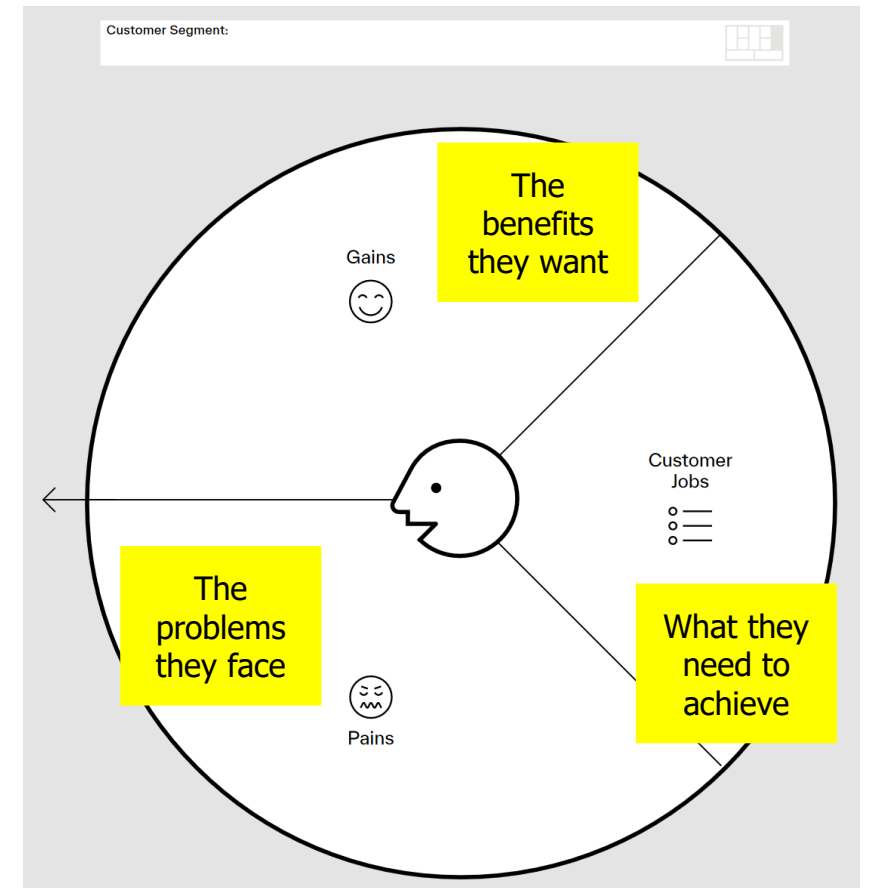 Customer Segment:
The
benefits
they want
Gains
Customer
Jobs
The
problems
they face
What they
need to
achieve
Pains